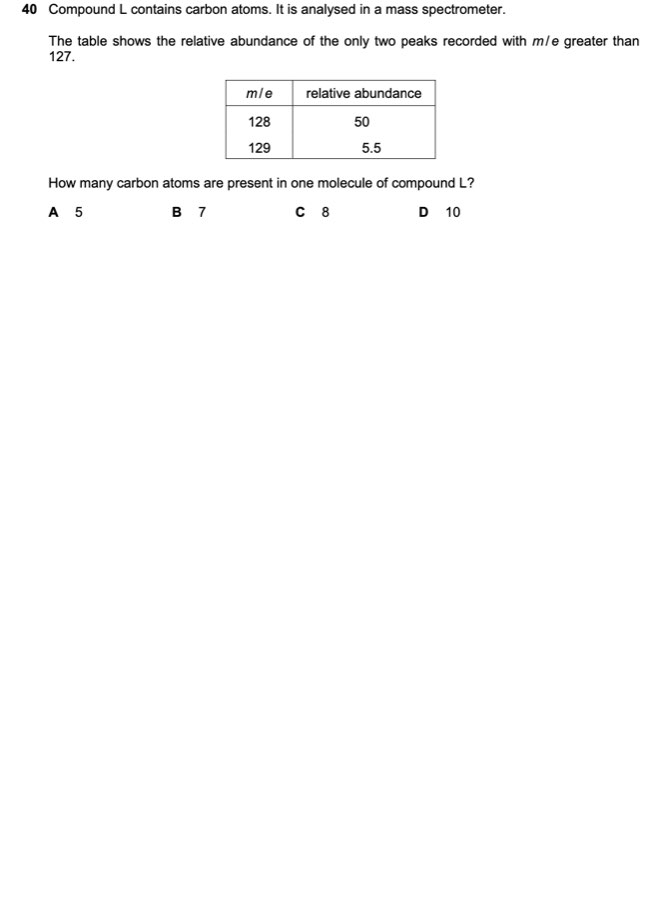 40 Compound L contains carbon atoms. It is analysed in a mass spectrometer.
The table shows the relative abundance of the only two peaks recorded with m/e greater than
127.
m/e relative abundance
128 50
129 5.5
How many carbon atoms are present in one molecule of compound L?
A 5 B 7 C 8 D 10